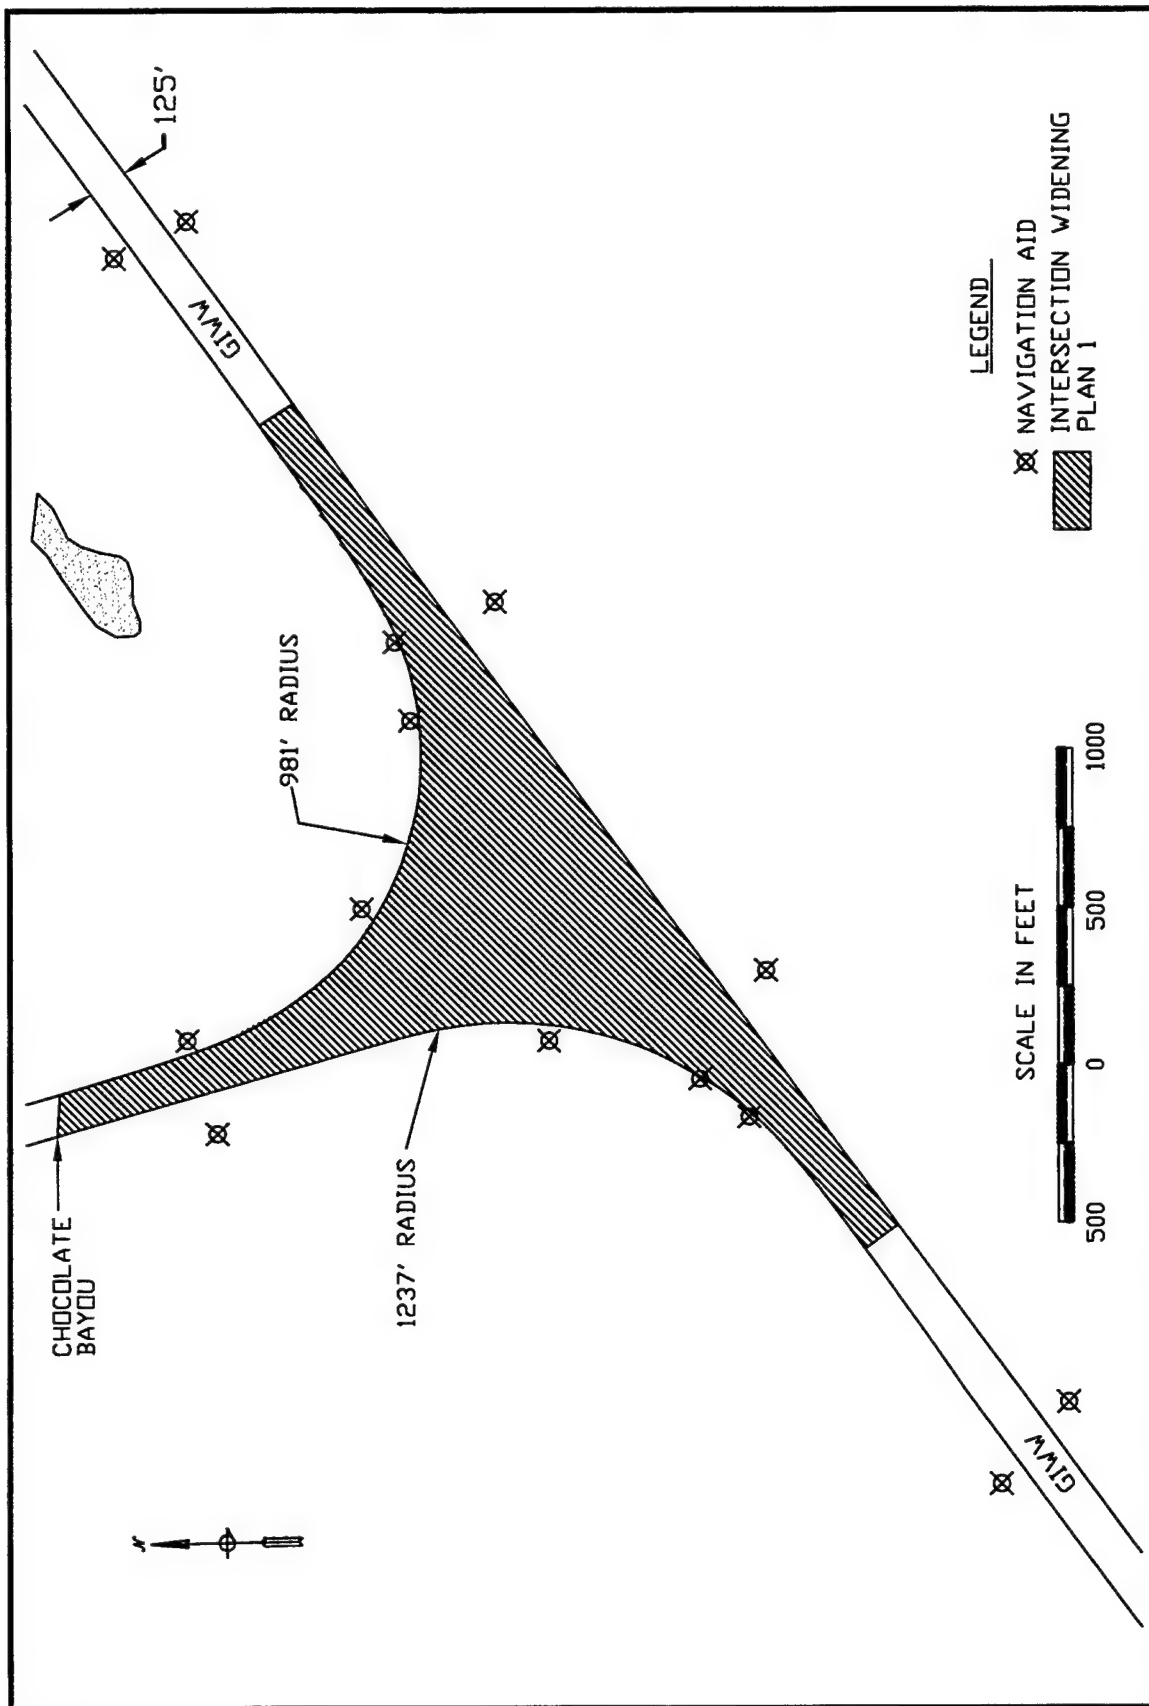 CHOCOLATE
BAYOU
981' RADIUS
125'
GIWW
1237' RADIUS
N
LEGEND
NAVIGATION AID
INTERSECTION WIDENING
PLAN 1
SCALE IN FEET
500 0 500 1000
GIWW